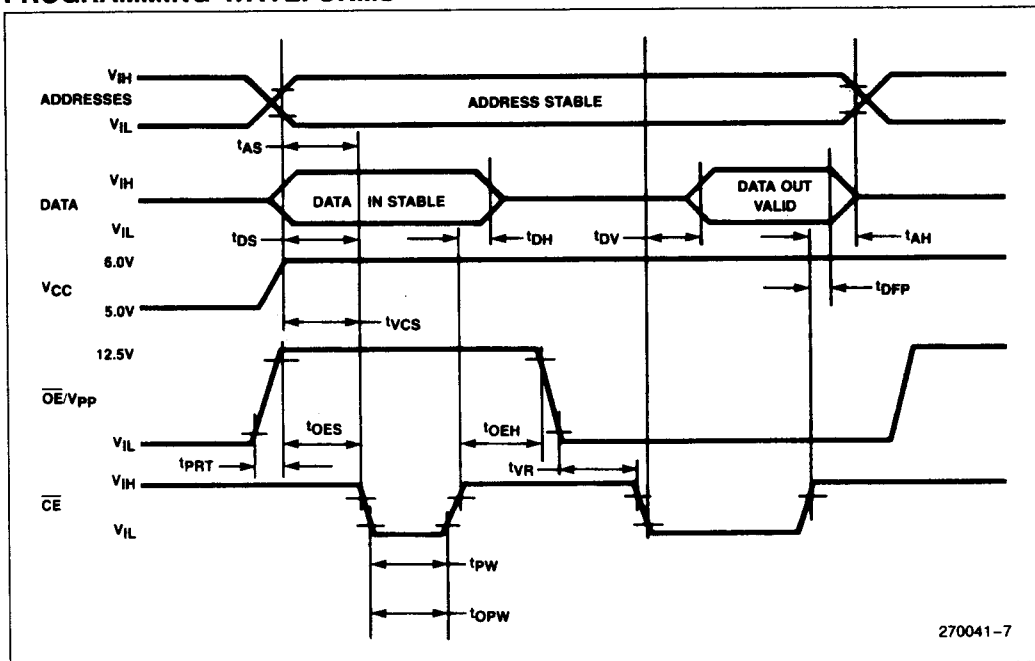 PROGRAMMING WAVEFORMS
VIH
ADDRESSES
ADDRESS STABLE
VIL
tAS
VIH
DATA
DATA IN STABLE
DATA OUT
VALID
VIL
tDS
tDH
tDV
tAH
6.0V
VCC
5.0V
tDFP
tVCS
12.5V
OE/VPP
tOES
tOEH
VIL
tPRT
tVR
VIH
CE
VIL
tPW
tOPW
270041-7